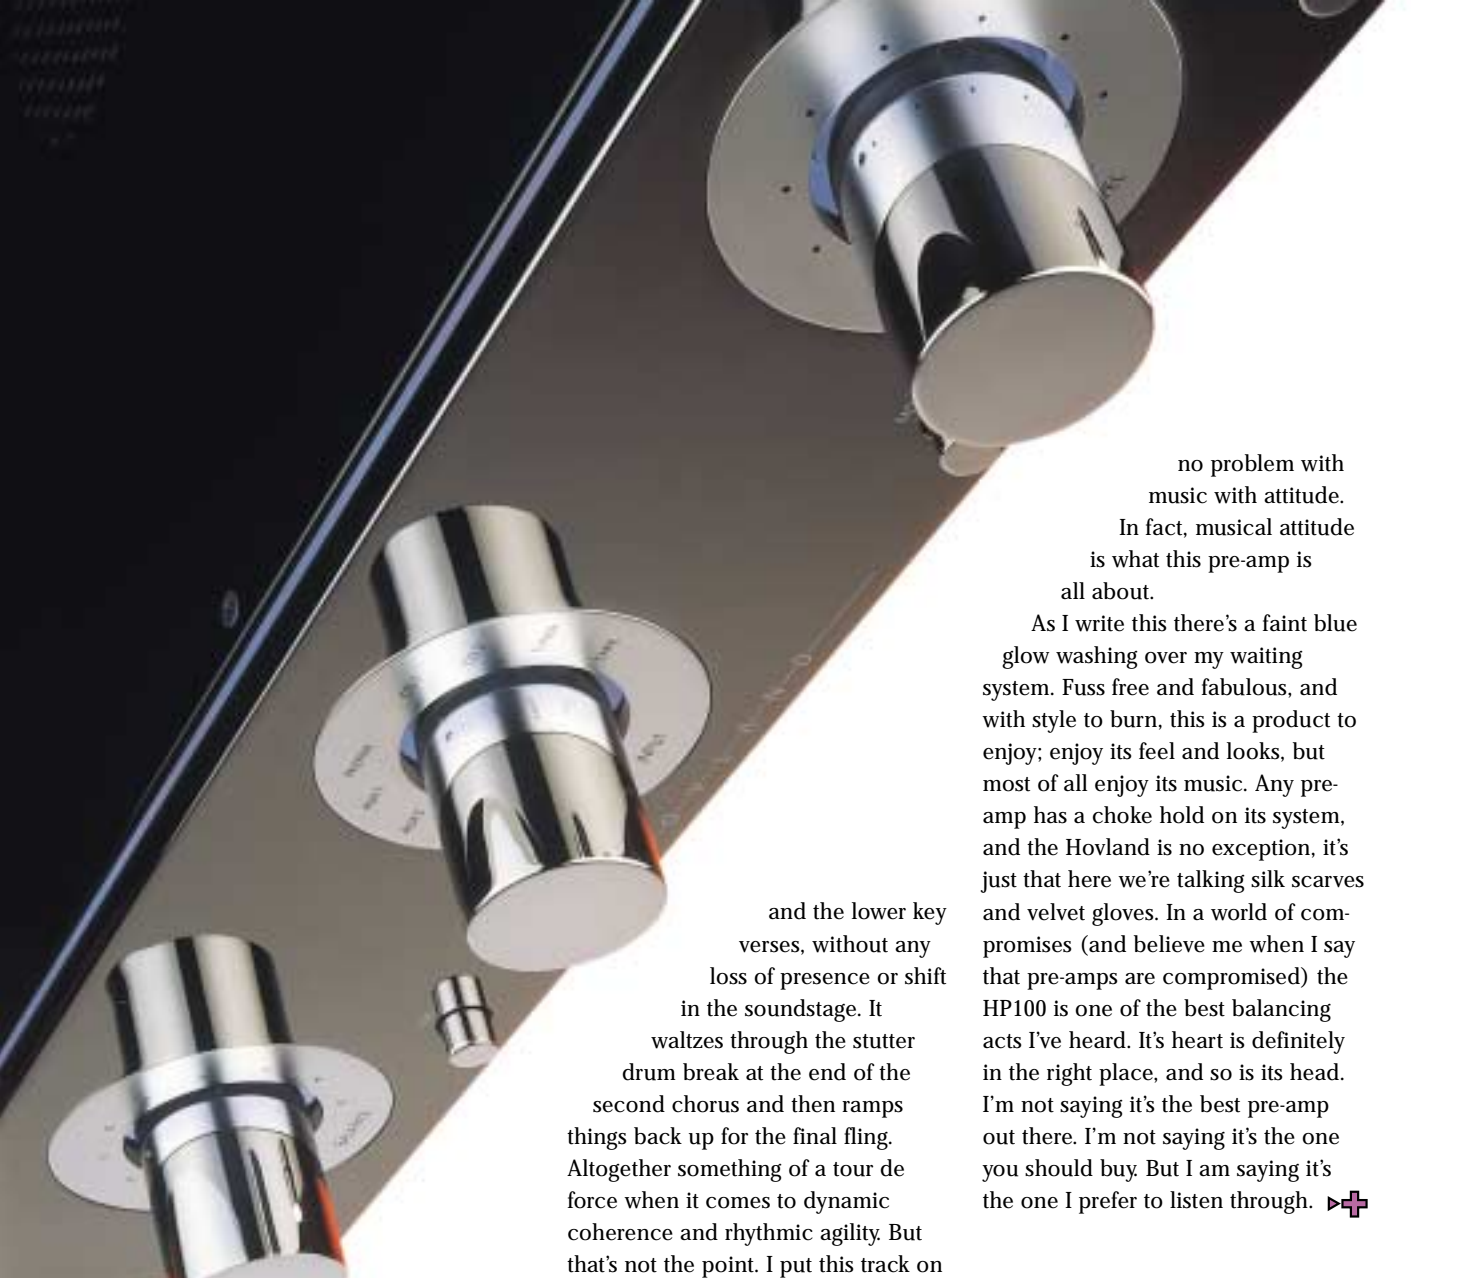 and the lower key
verses, without any
loss of presence or shift
in the soundstage. It
waltzes through the stutter
drum break at the end of the
second chorus and then ramps
things back up for the final fling.
Altogether something of a tour de
force when it comes to dynamic
coherence and rhythmic agility. But
that's not the point. I put this track on
no problem with
music with attitude.
In fact, musical attitude
is what this pre-amp is
all about.
As I write this there's a faint blue
glow washing over my waiting
system. Fuss free and fabulous, and
with style to burn, this is a product to
enjoy; enjoy its feel and looks, but
most of all enjoy its music. Any pre-
amp has a choke hold on its system,
and the Hovland is no exception, it's
just that here we're talking silk scarves
and velvet gloves. In a world of com-
promises (and believe me when I say
that pre-amps are compromised) the
HP100 is one of the best balancing
acts I've heard. It's heart is definitely
in the right place, and so is its head.
I'm not saying it's the best pre-amp
out there. I'm not saying it's the one
you should buy. But I am saying it's
the one I prefer to listen through.